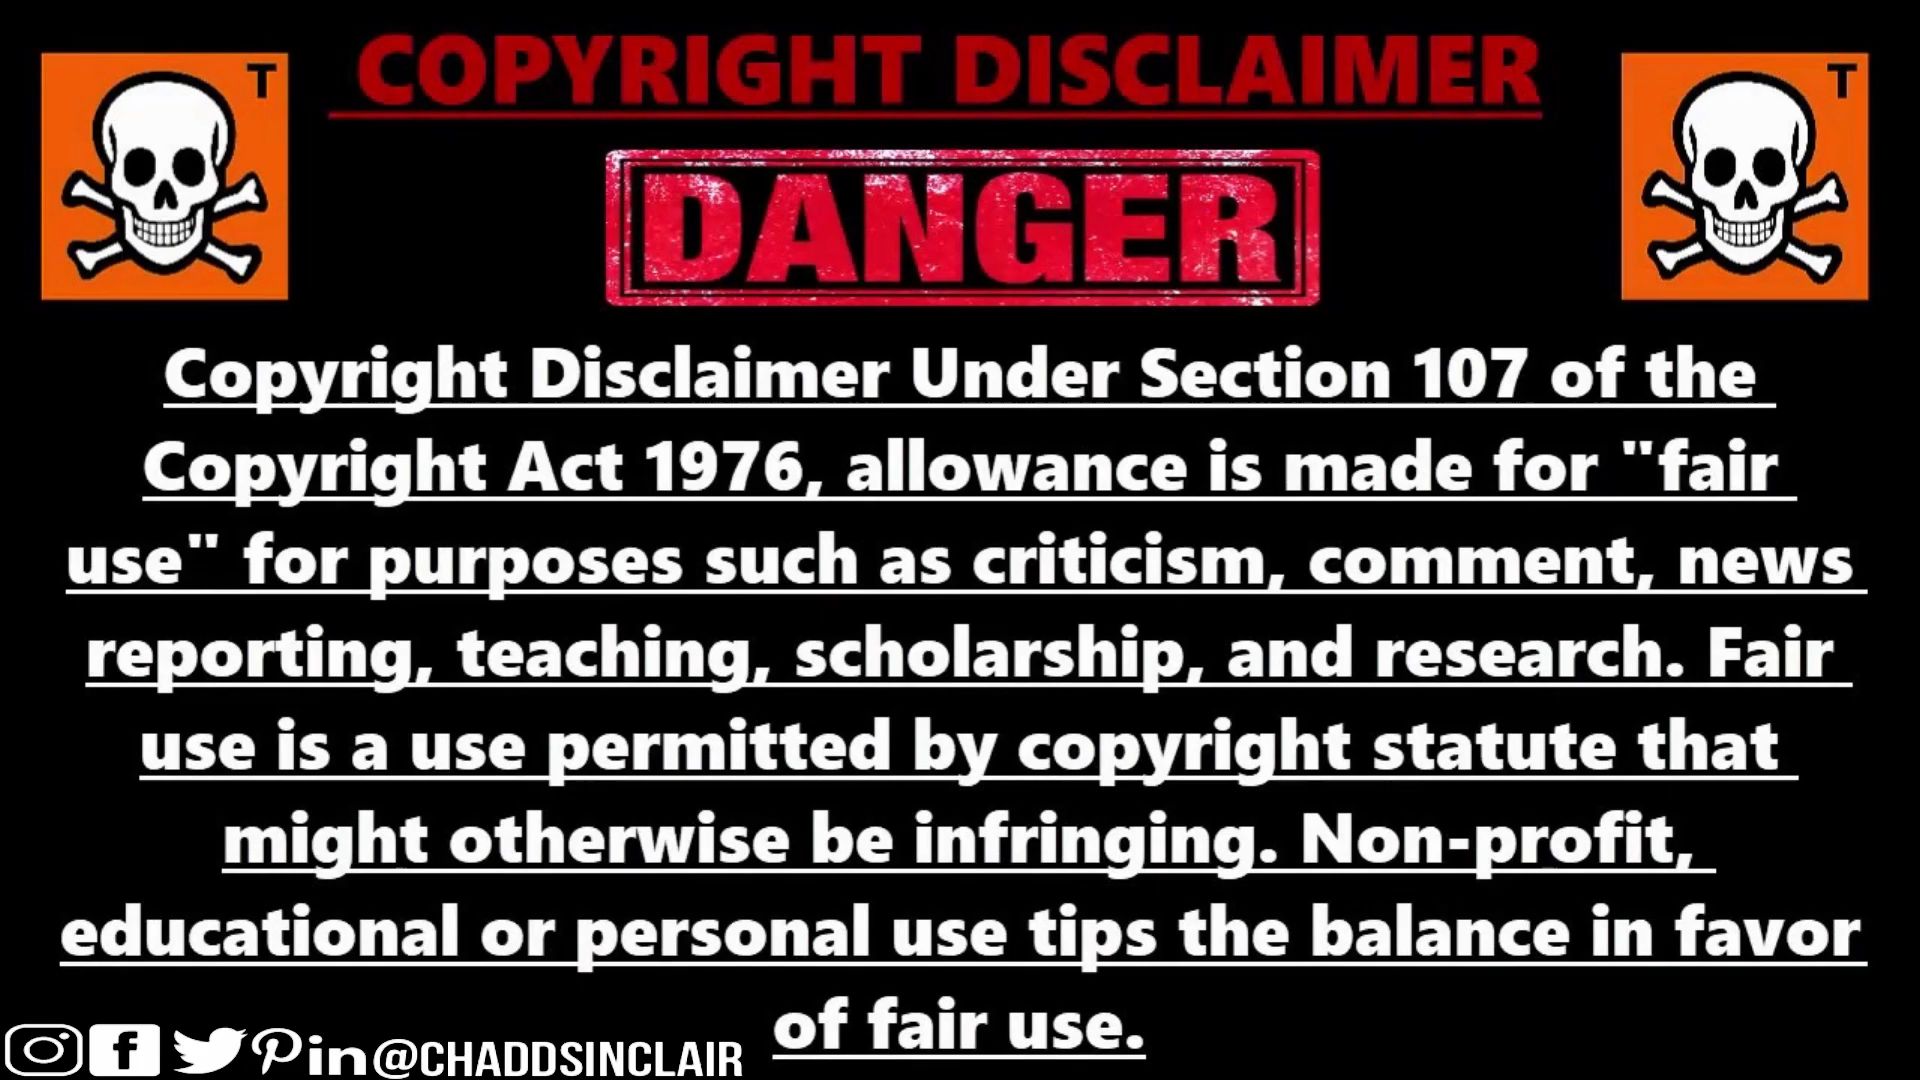 T
COPYRIGHT DISCLAIMER
T
DANGER
Copyright Disclaimer Under Section 107 of the
Copyright Act 1976, allowance is made for "fair
use" for purposes such as criticism, comment, news
reporting, teaching, scholarship, and research. Fair
use is a use permitted by copyright statute that
might otherwise be infringing. Non-profit,
educational or personal use tips the balance in favor
of fair use.
@CHADDSINCLAIR